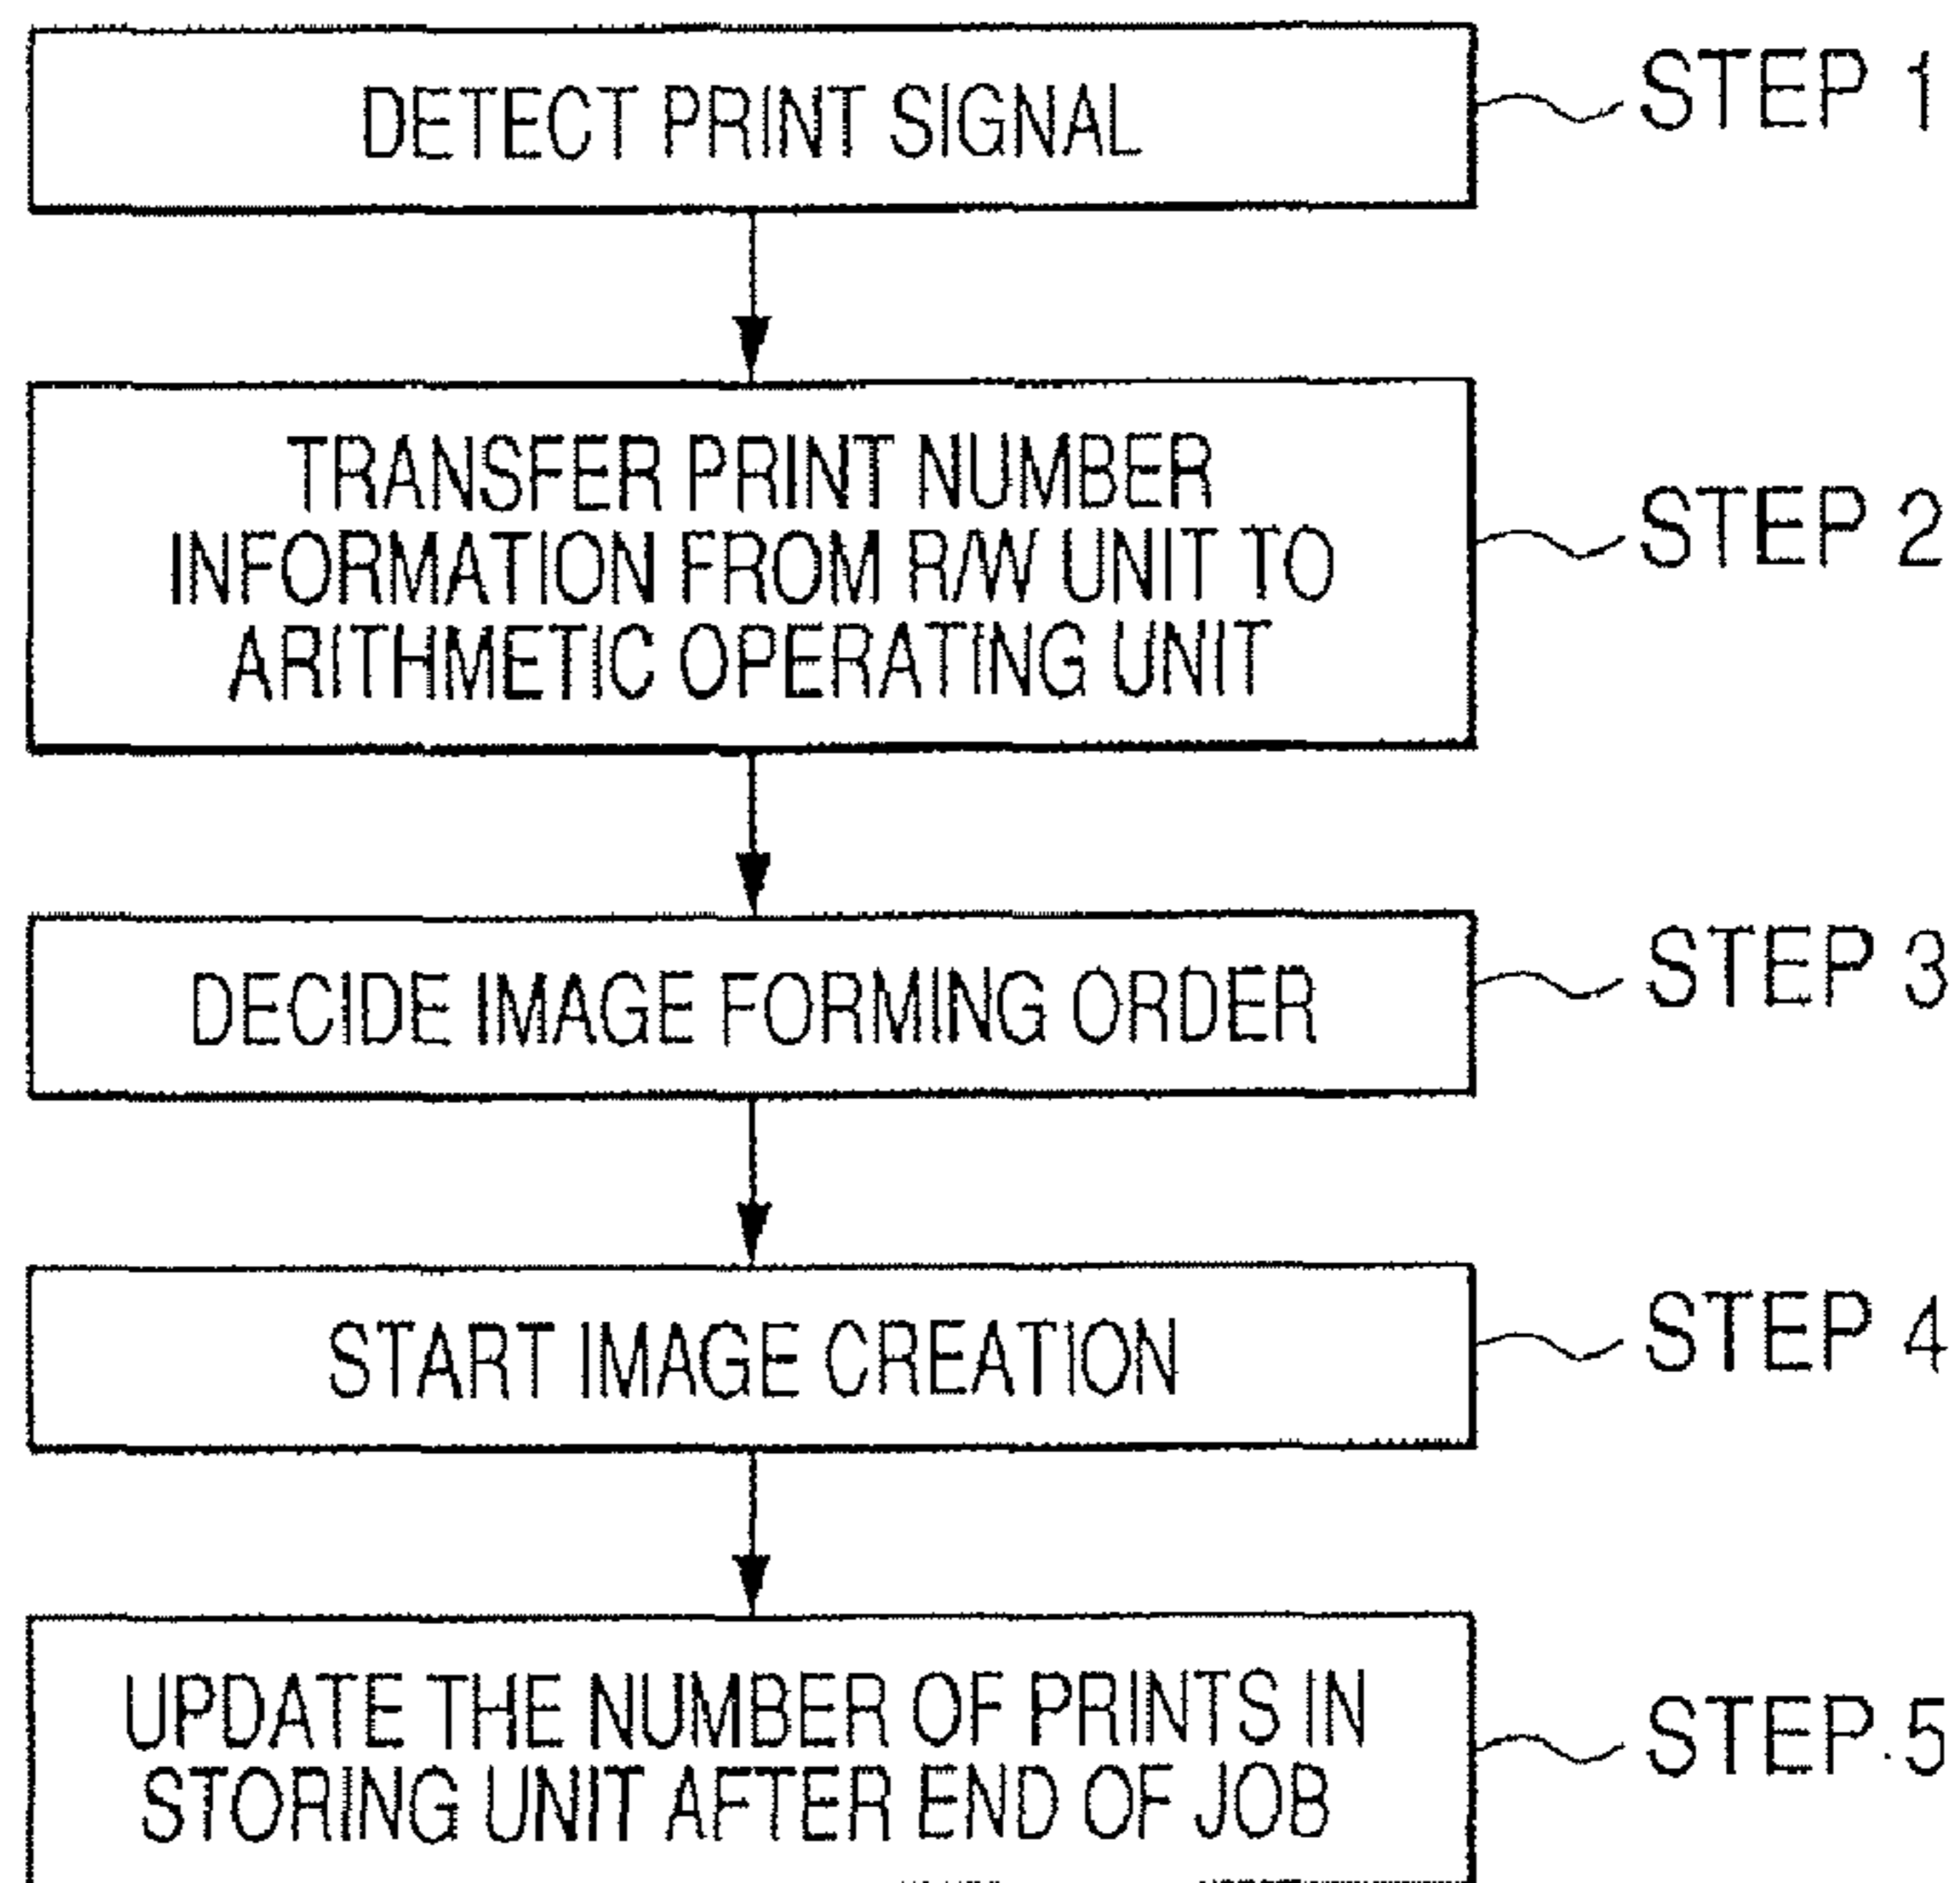 DETECT PRINT SIGNAL
STEP 1
TRANSFER PRINT NUMBER
INFORMATION FROM R/W UNIT TO
ARITHMETIC OPERATING UNIT
STEP 2
DECIDE IMAGE FORMING ORDER
STEP 3
START IMAGE CREATION
STEP 4
UPDATE THE NUMBER OF PRINTS IN
STORING UNIT AFTER END OF JOB
STEP 5